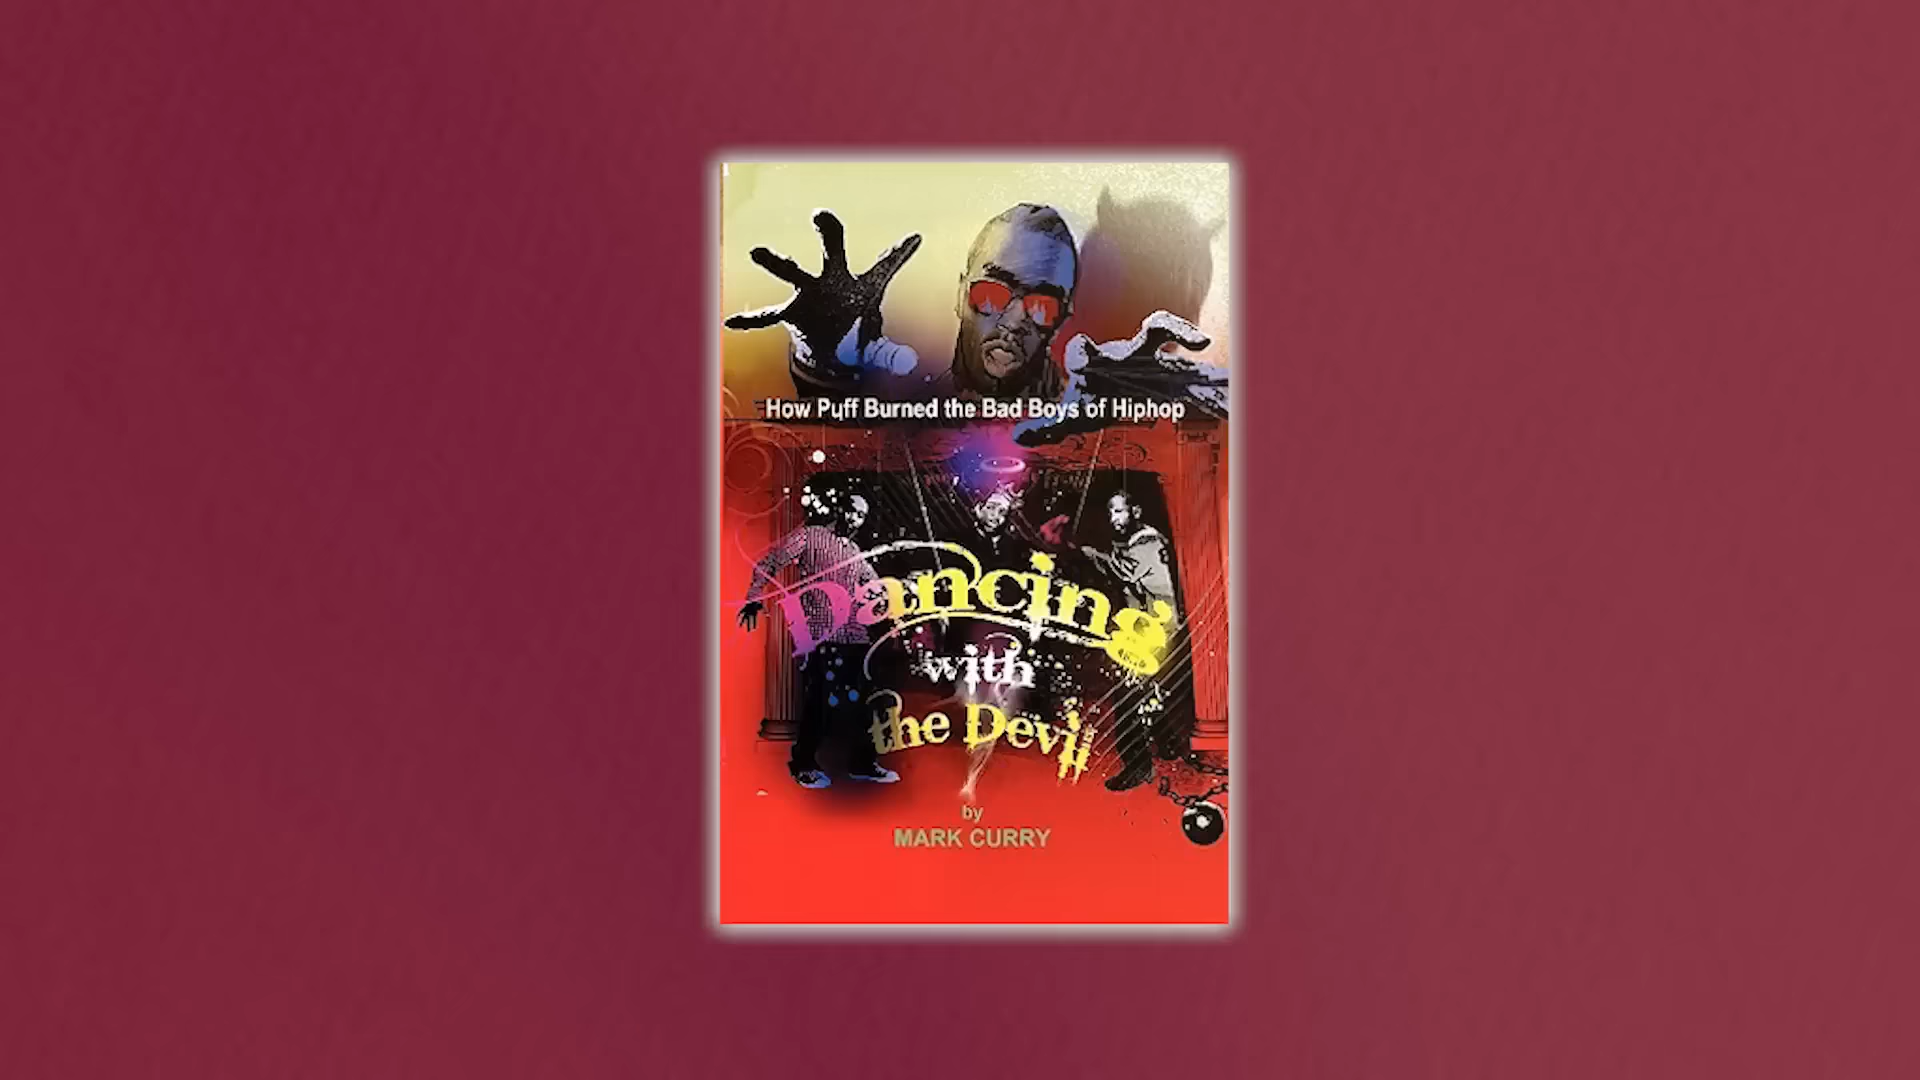 How Puff Burned the Bad Boys of Hiphop
Dancing
with
the Devil
by
MARK CURRY